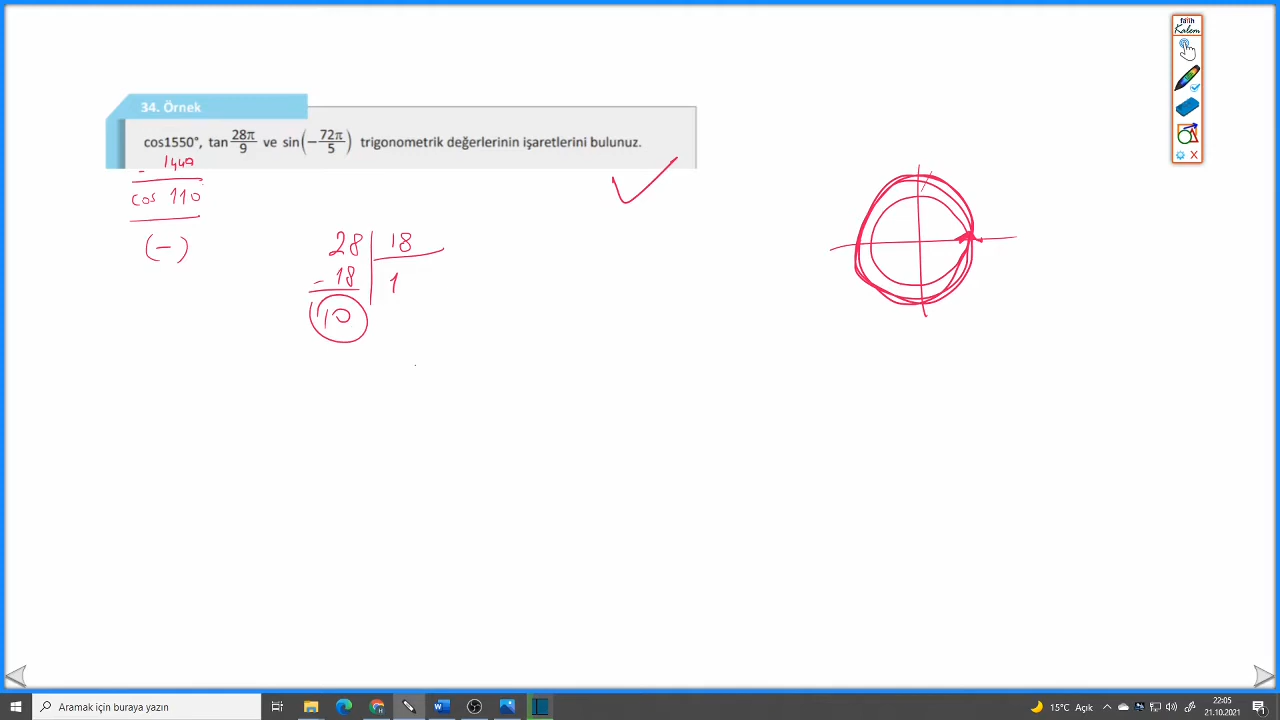 fatih
Kalem
34. Örnek
cos1550°, tan 28π/9 ve sin(−72π/5) trigonometrik değerlerinin işaretlerini bulunuz.
- 1440
cos 110
(-)
28 | 18
- 18 | 1
10
Aramak için buraya yazın
15°C Açık
22:05
21.10.2021